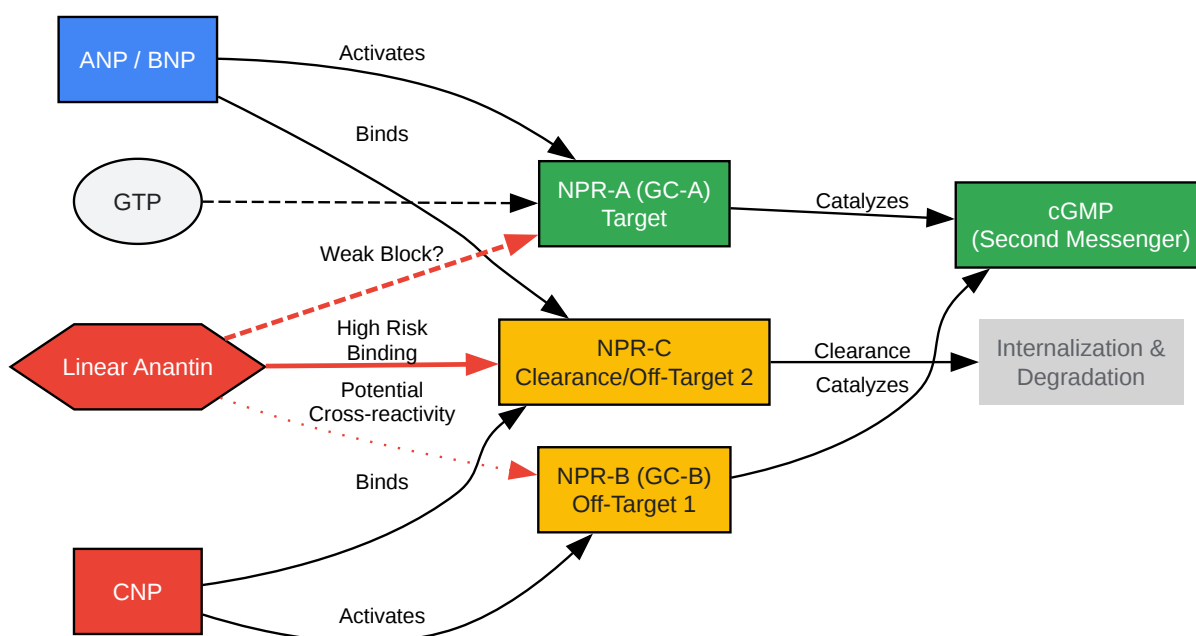 Activates
ANP / BNP
Binds
NPR-A (GC-A)
Target
GTP
Catalyzes
cGMP
(Second Messenger)
Weak Block?
High Risk
Binding
Linear Anantin
NPR-C
Clearance/Off-Target 2
Clearance
Internalization &
Degradation
Catalyzes
Potential
Cross-reactivity
NPR-B (GC-B)
Off-Target 1
Binds
CNP
Activates